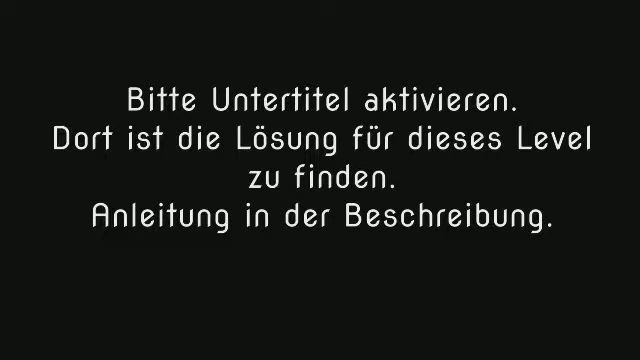 Bitte Untertitel aktivieren.
Dort ist die Lösung für dieses Level
zu finden.
Anleitung in der Beschreibung.